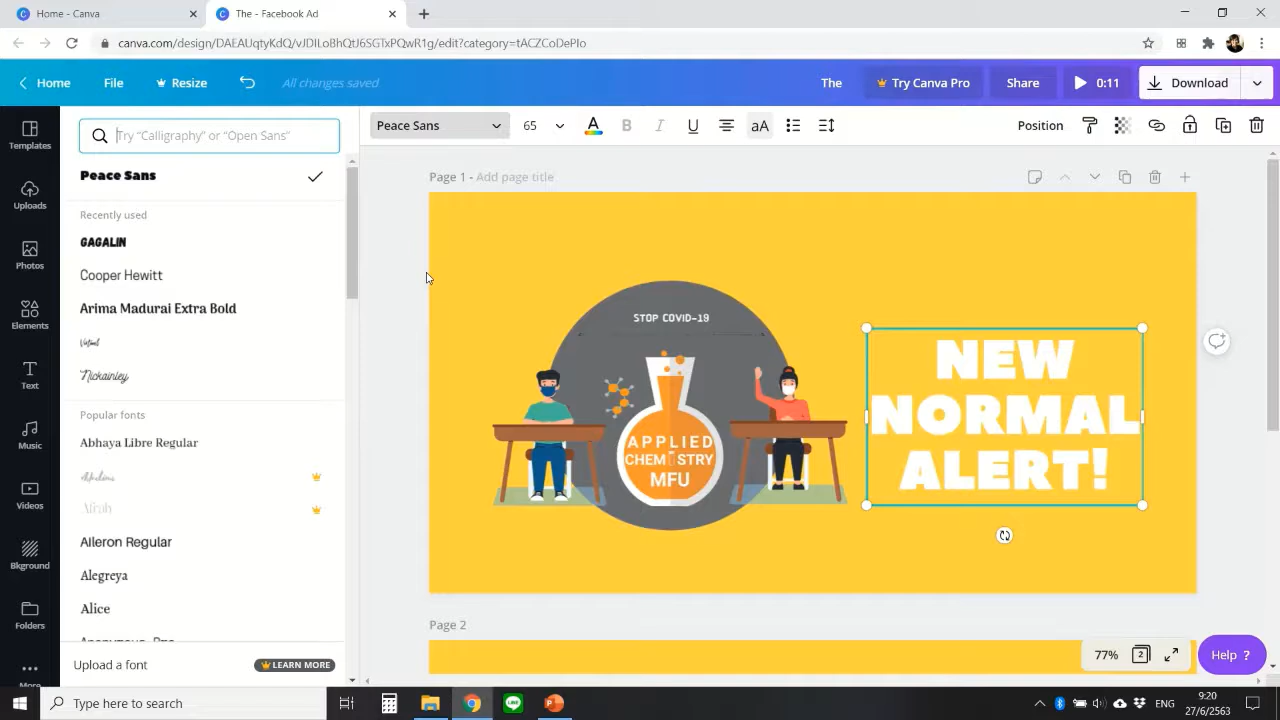 Home - Canva
The - Facebook Ad
canva.com/design/DAEAUqtyKdQ/vJDILoBhQtU6SGTxPQwR1g/edit?category=tACZCoDePlo
Home
File
Resize
All changes saved
The
Try Canva Pro
Share
0:11
Download
Try "Calligraphy" or "Open Sans"
Peace Sans
65
A
B
I
U
aA
Position
Templates
Uploads
Photos
Elements
Text
Music
Videos
Bkground
Folders
More
Peace Sans
Recently used
GAGALIN
Cooper Hewitt
Arima Madurai Extra Bold
Nickainley
Popular fonts
Abhaya Libre Regular
Aileron Regular
Alegreya
Alice
Upload a font
LEARN MORE
Page 1 - Add page title
STOP COVID-19
APPLIED
CHEMISTRY
MFU
NEW
NORMAL
ALERT!
Page 2
77%
2
Help ?
Type here to search
ENG
9:20
27/6/2563